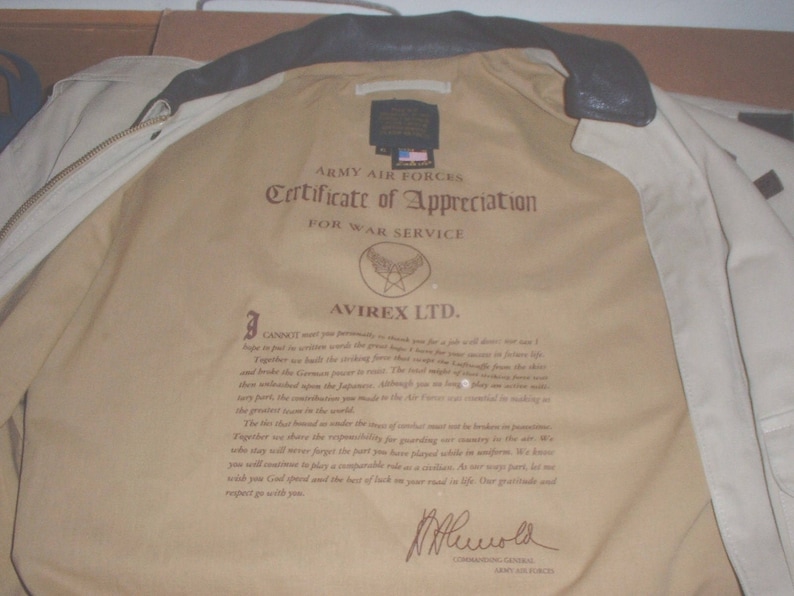 ARMY AIR FORCES
Certificate of Appreciation
FOR WAR SERVICE
AVIREX LTD.
I CANNOT meet you personally to thank you for a job well done; nor can I
hope to put in written words the great hope I have for your success in future life.
Together we built the striking force that swept the Luftwaffe from the skies
and broke the German power to resist. The total might of that striking force was
then unleashed upon the Japanese. Although you no long play an active mili-
tary part, the contribution you made to the Air Forces was essential in making us
the greatest team in the world.
The ties that bound us under the stress of combat must not be broken in peacetime.
Together we share the responsibility for guarding our country in the air. We
who stay will never forget the part you have played while in uniform. We know
you will continue to play a comparable role as a civilian. As our ways part, let me
wish you God speed and the best of luck on your road in life. Our gratitude and
respect go with you.
H H Arnold
COMMANDING GENERAL
ARMY AIR FORCES